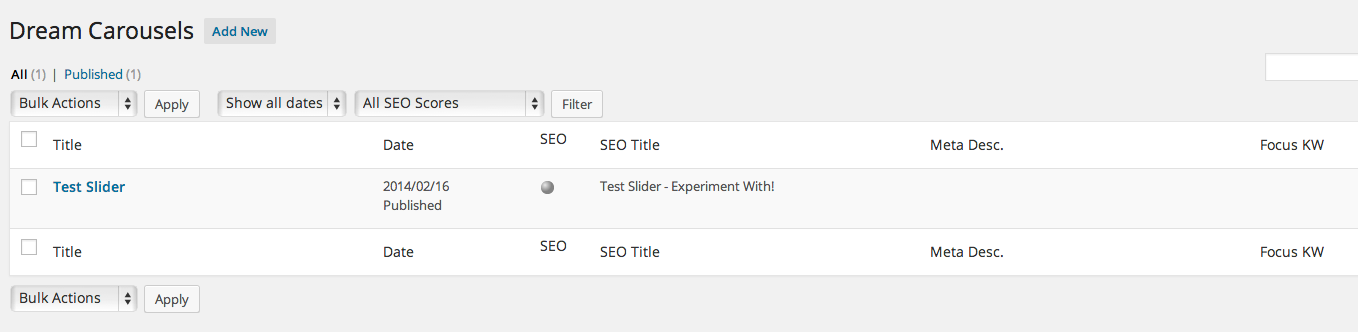 Dream Carousels Add New
All (1) | Published (1)
Bulk Actions Apply Show all dates All SEO Scores Filter
Title Date SEO SEO Title Meta Desc. Focus KW
Test Slider 2014/02/16 Test Slider - Experiment With!
Published
Title Date SEO SEO Title Meta Desc. Focus KW
Bulk Actions Apply